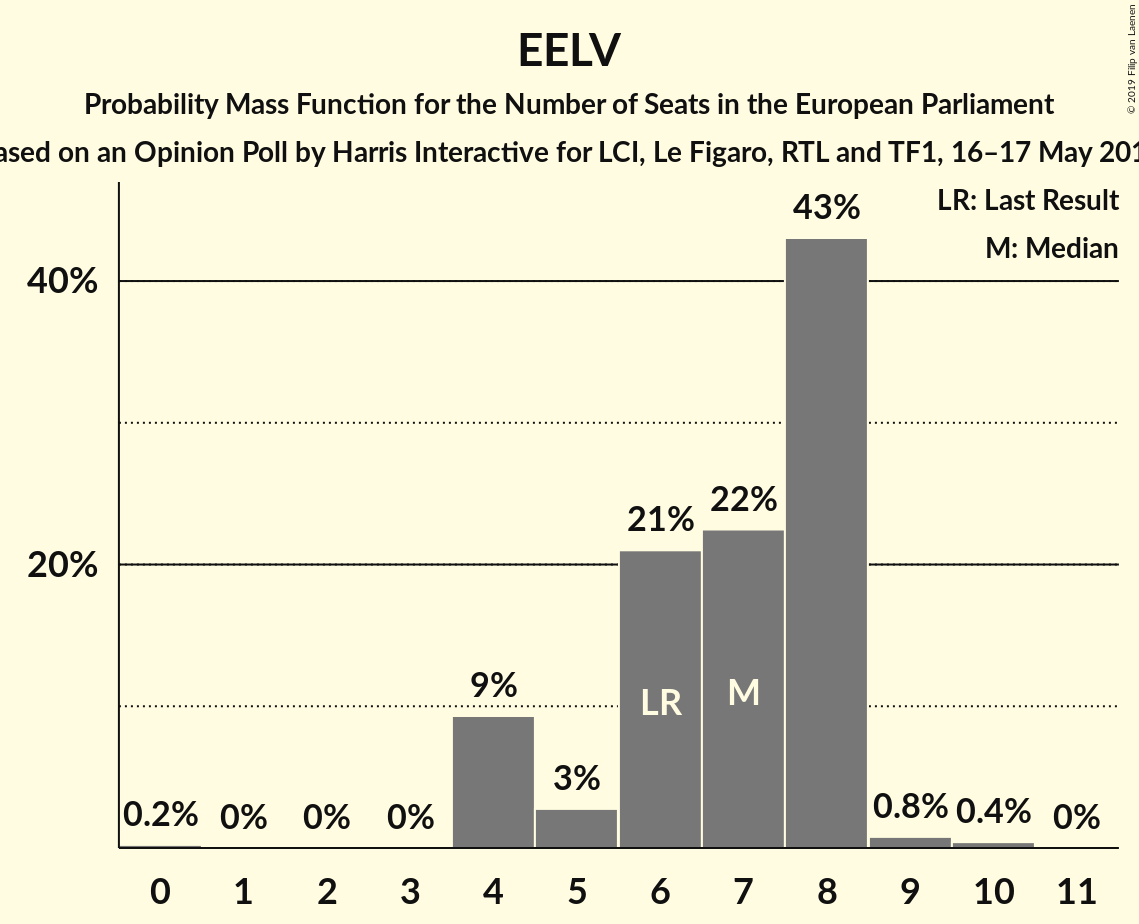 EELV
Probability Mass Function for the Number of Seats in the European Parliament
ased on an Opinion Poll by Harris Interactive for LCI, Le Figaro, RTL and TF1, 16–17 May 201
© 2019 Filip van Laenen
LR: Last Result
M: Median
43%
40%
22%
21%
20%
9%
LR
M
3%
0.2% 0% 0% 0% 0.8% 0.4% 0%
0 1 2 3 4 5 6 7 8 9 10 11